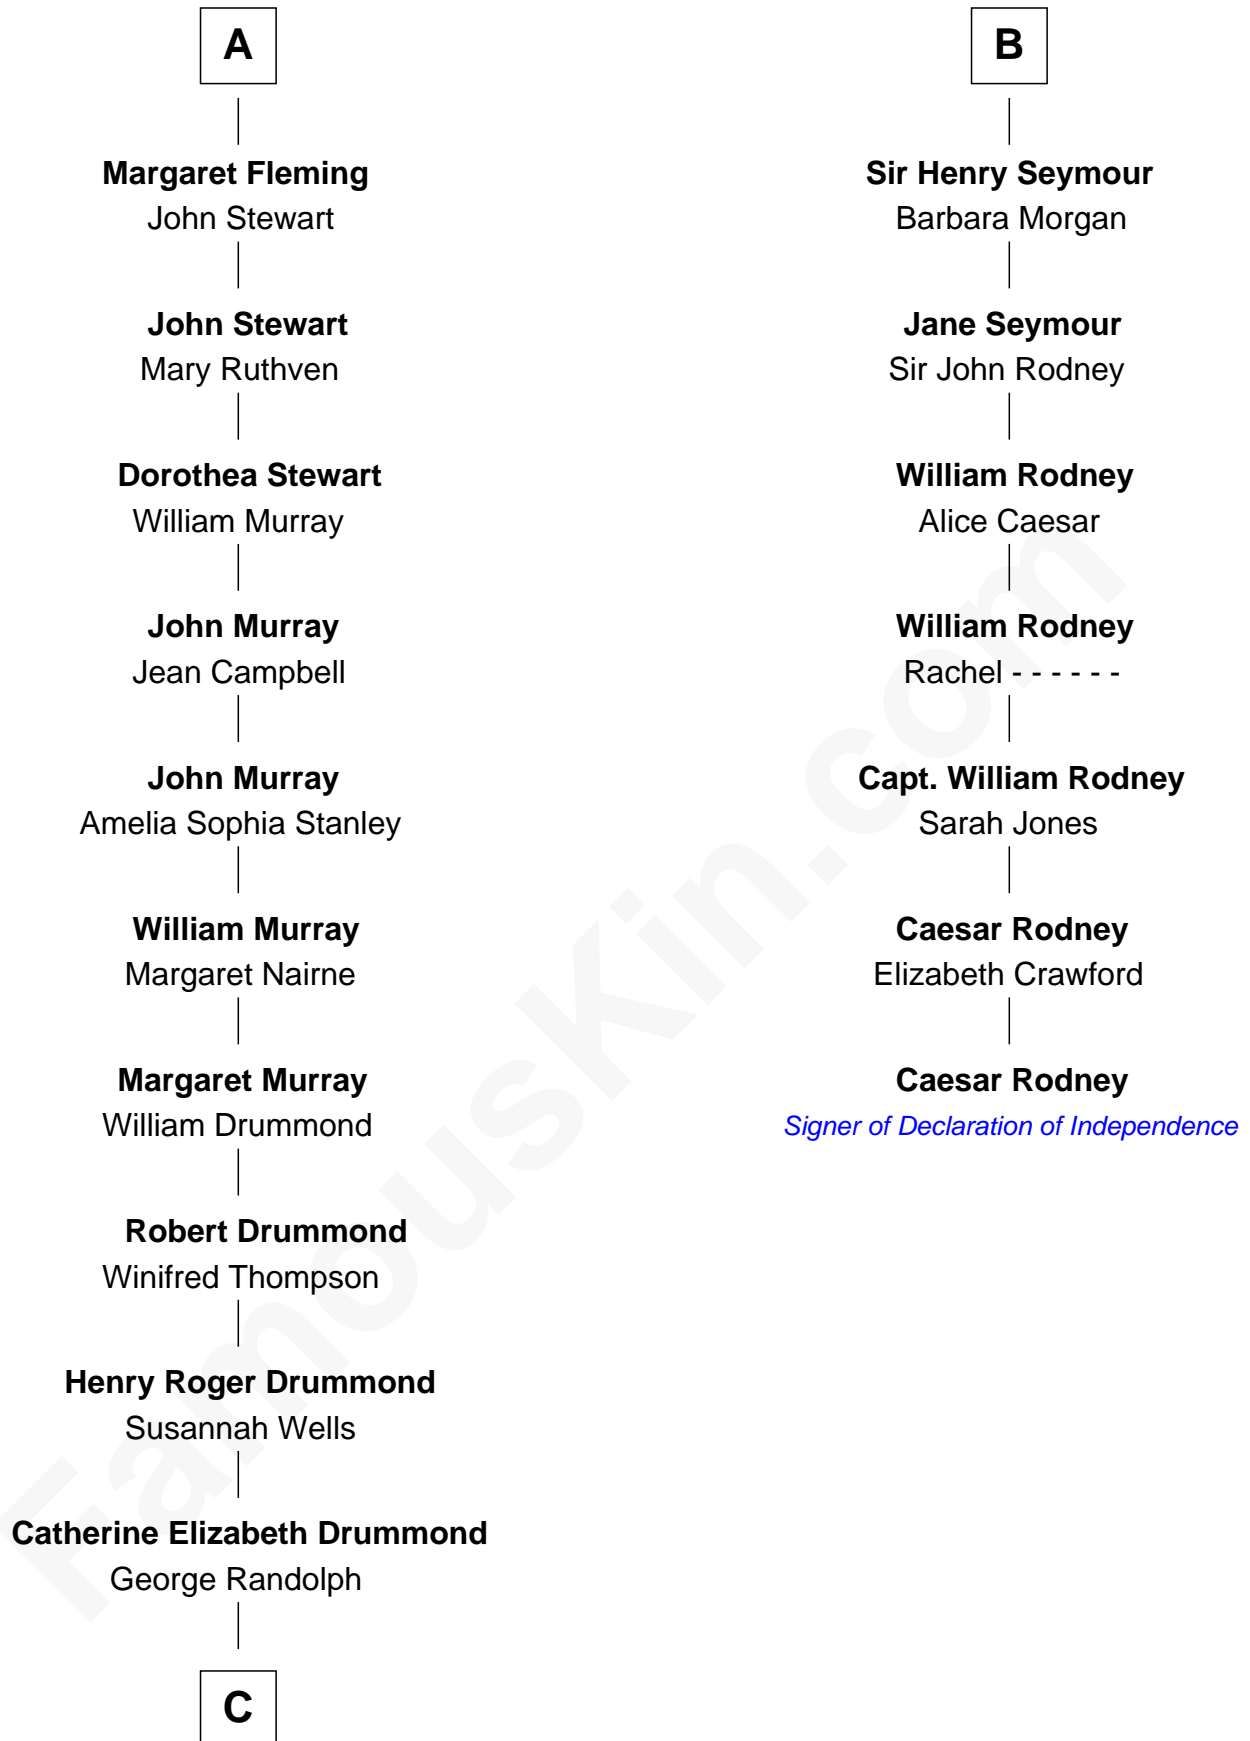 A
Margaret Fleming
John Stewart
John Stewart
Mary Ruthven
Dorothea Stewart
William Murray
John Murray
Jean Campbell
John Murray
Amelia Sophia Stanley
William Murray
Margaret Nairne
Margaret Murray
William Drummond
Robert Drummond
Winifred Thompson
Henry Roger Drummond
Susannah Wells
Catherine Elizabeth Drummond
George Randolph
C
B
Sir Henry Seymour
Barbara Morgan
Jane Seymour
Sir John Rodney
William Rodney
Alice Caesar
William Rodney
Rachel - - - - - -
Capt. William Rodney
Sarah Jones
Caesar Rodney
Elizabeth Crawford
Caesar Rodney
Signer of Declaration of Independence
FamousKin.com